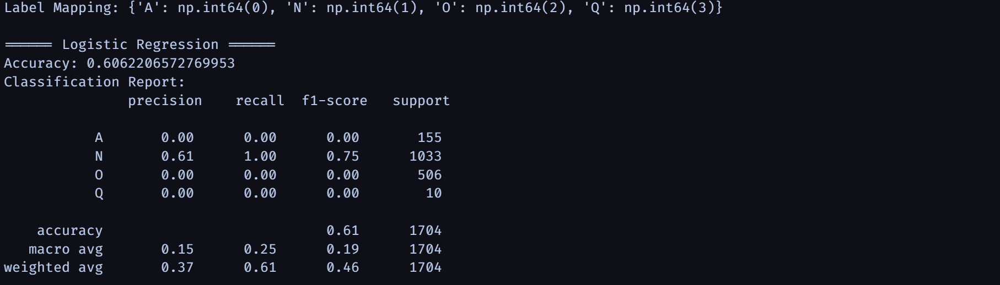 Label Mapping: {'A': np.int64(0), 'N': np.int64(1), 'O': np.int64(2), 'Q': np.int64(3)}
====== Logistic Regression ======
Accuracy: 0.6062206572769953
Classification Report:
precision recall f1-score support
A 0.00 0.00 0.00 155
N 0.61 1.00 0.75 1033
O 0.00 0.00 0.00 506
Q 0.00 0.00 0.00 10
accuracy 0.61 1704
macro avg 0.15 0.25 0.19 1704
weighted avg 0.37 0.61 0.46 1704